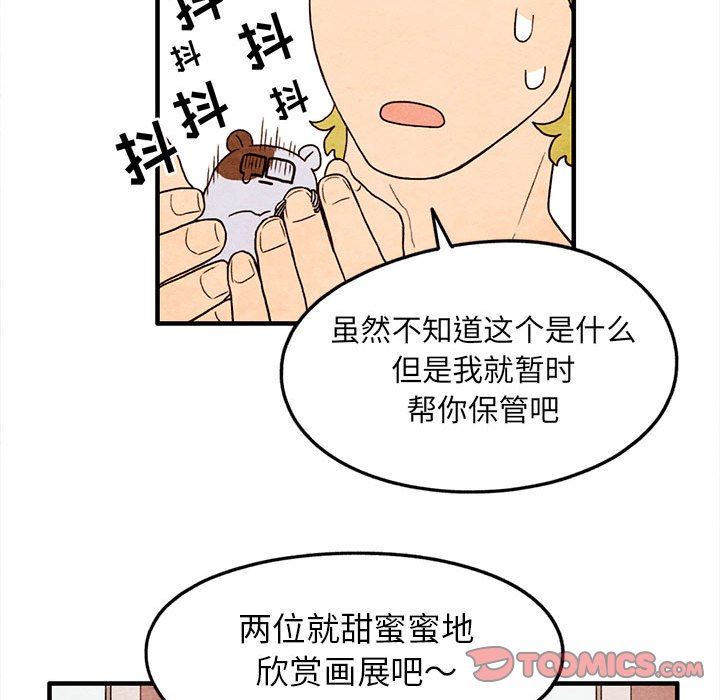 抖
抖
抖
抖
抖
抖
虽然不知道这个是什么
但是我就暂时
帮你保管吧
两位就甜蜜蜜地
欣赏画展吧～
TOOMICS.COM